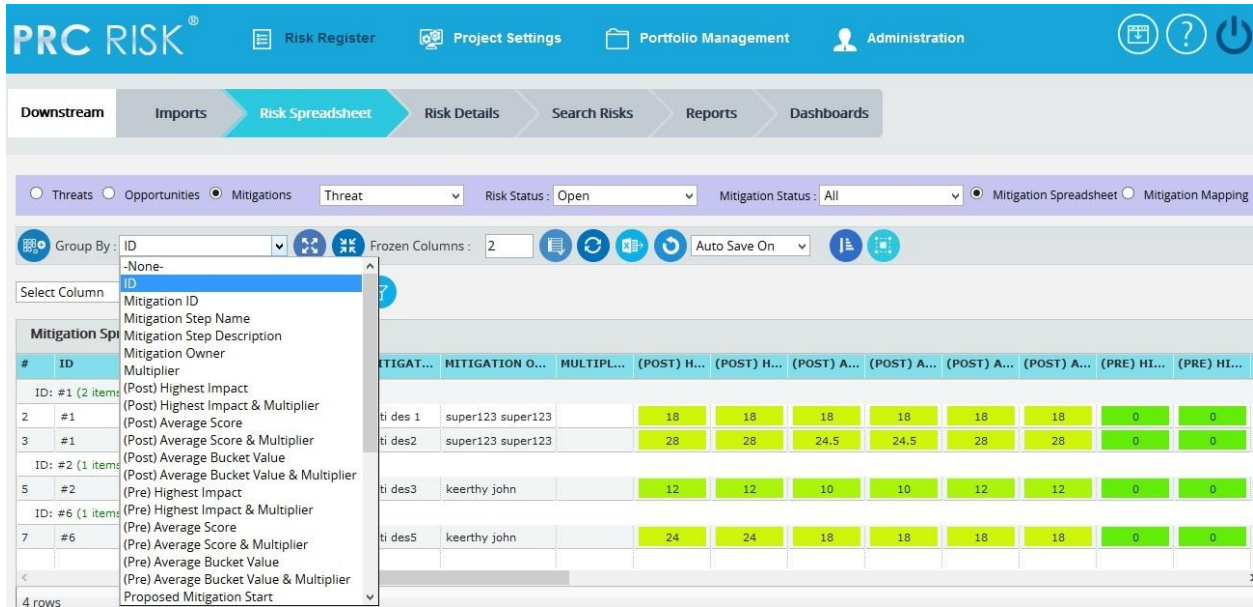 PRC RISK®
Risk Register Project Settings Portfolio Management Administration
Downstream Imports Risk Spreadsheet Risk Details Search Risks Reports Dashboards
Threats Opportunities Mitigations Threat Risk Status : Open Mitigation Status : All Mitigation Spreadsheet Mitigation Mapping
Group By : ID Frozen Columns : 2 Auto Save On
-None-
Select Column
ID
Mitigation ID
Mitigation Step Name
Mitigation Step Description
Mitigation Owner
Multiplier
(Post) Highest Impact
(Post) Highest Impact & Multiplier
(Post) Average Score
(Post) Average Score & Multiplier
(Post) Average Bucket Value
(Post) Average Bucket Value & Multiplier
(Pre) Highest Impact
(Pre) Highest Impact & Multiplier
(Pre) Average Score
(Pre) Average Score & Multiplier
(Pre) Average Bucket Value
(Pre) Average Bucket Value & Multiplier
Proposed Mitigation Start
Mitigation Spr
# ID ITIGAT... MITIGATION O... MULTIPL... (POST) H... (POST) H... (POST) A... (POST) A... (POST) A... (POST) A... (PRE) HI... (PRE) HI...
ID: #1 (2 items
2 #1 ti des 1 super123 super123 18 18 18 18 18 18 0 0
3 #1 ti des2 super123 super123 28 28 24.5 24.5 28 28 0 0
ID: #2 (1 items
5 #2 ti des3 keerthy john 12 12 10 10 12 12 0 0
ID: #6 (1 items
7 #6 ti des5 keerthy john 24 24 18 18 18 18 0 0
4 rows